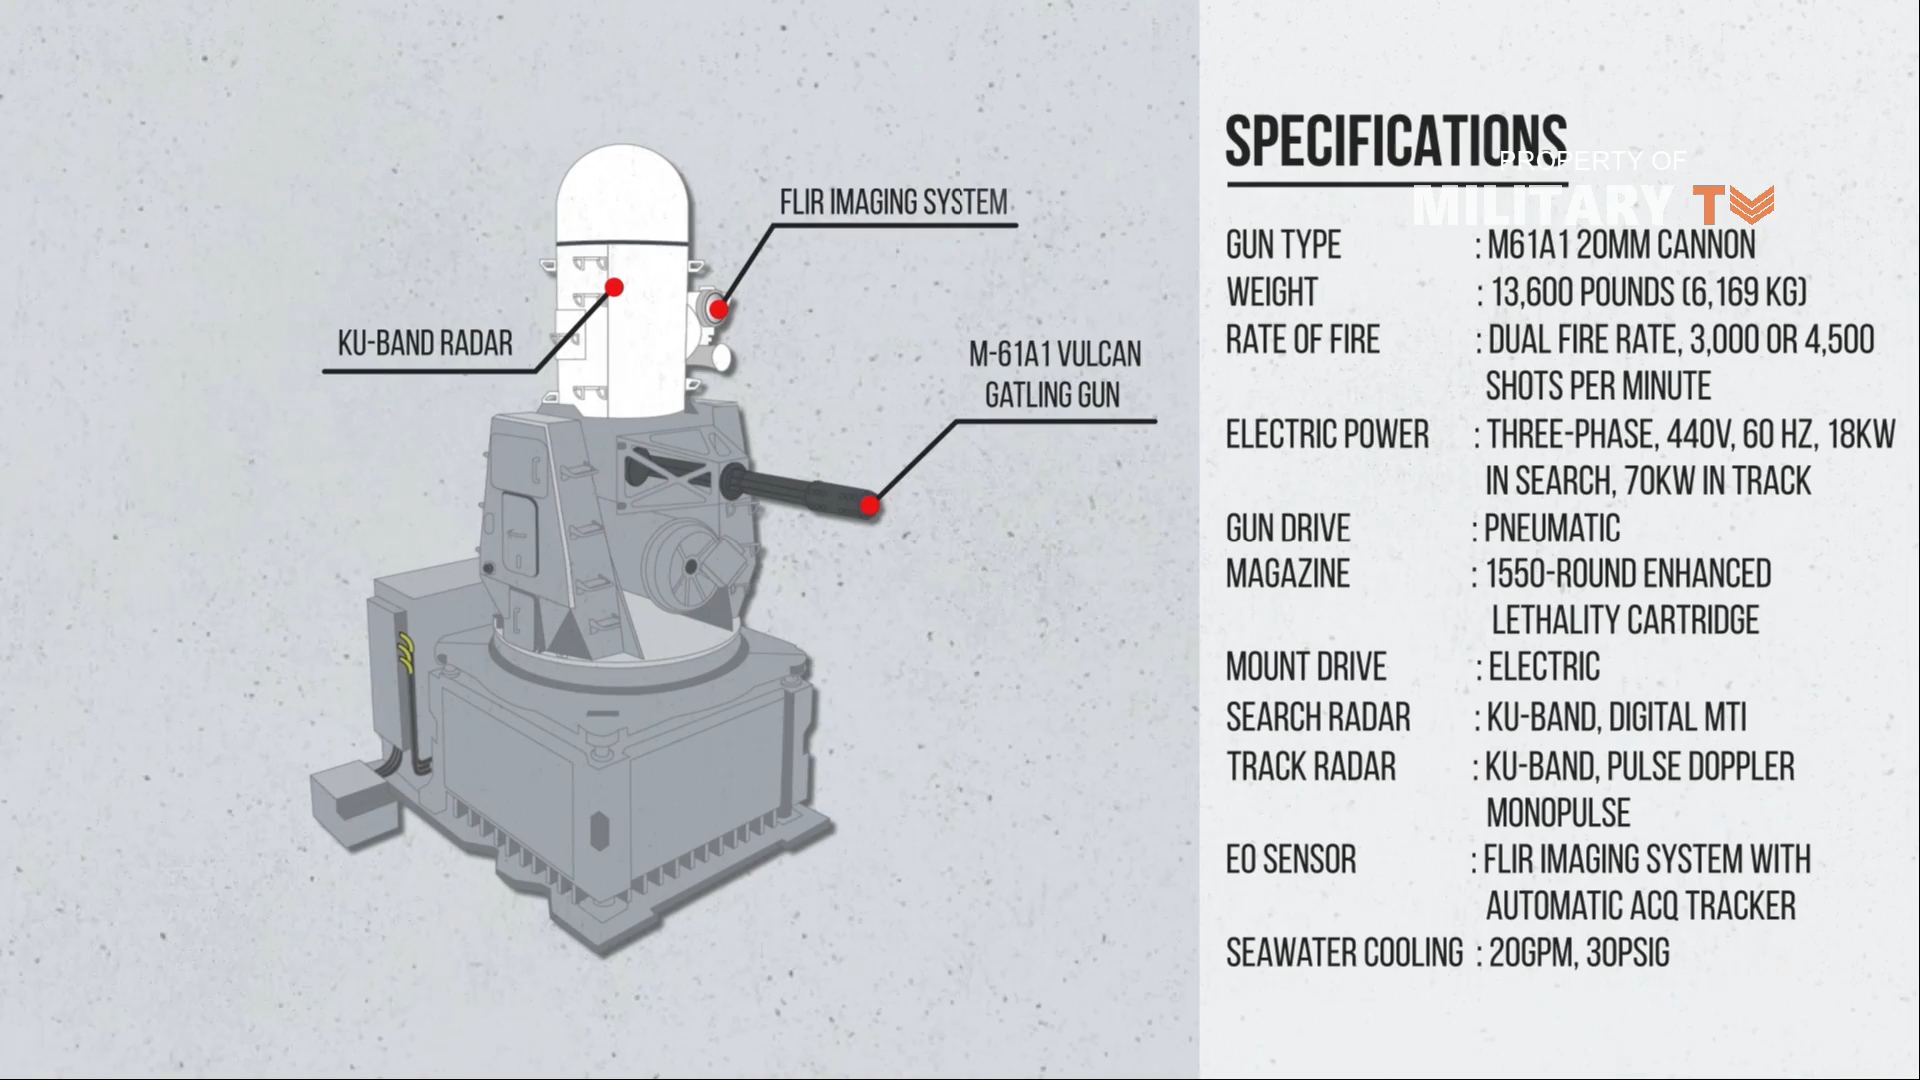 SPECIFICATIONS
PROPERTY OF
MILITARY TV
FLIR IMAGING SYSTEM
KU-BAND RADAR
M-61A1 VULCAN
GATLING GUN
GUN TYPE : M61A1 20MM CANNON
WEIGHT : 13,600 POUNDS (6,169 KG)
RATE OF FIRE : DUAL FIRE RATE, 3,000 OR 4,500
SHOTS PER MINUTE
ELECTRIC POWER : THREE-PHASE, 440V, 60 HZ, 18KW
IN SEARCH, 70KW IN TRACK
GUN DRIVE : PNEUMATIC
MAGAZINE : 1550-ROUND ENHANCED
LETHALITY CARTRIDGE
MOUNT DRIVE : ELECTRIC
SEARCH RADAR : KU-BAND, DIGITAL MTI
TRACK RADAR : KU-BAND, PULSE DOPPLER
MONOPULSE
EO SENSOR : FLIR IMAGING SYSTEM WITH
AUTOMATIC ACQ TRACKER
SEAWATER COOLING : 20GPM, 30PSIG